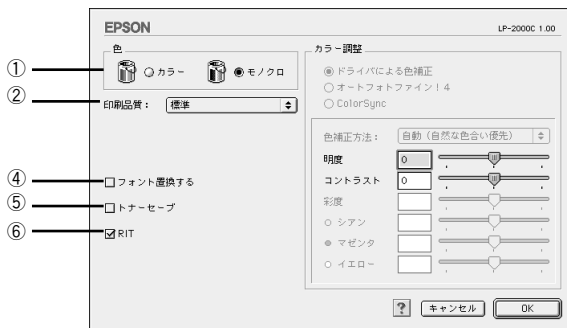 EPSON
LP-2000C 1.00
① 色
カラー モノクロ
② 印刷品質： 標準
④ フォント置換する
⑤ トナーセーブ
⑥ RIT
カラー調整
ドライバによる色補正
オートフォトファイン！4
ColorSync
色補正方法： 自動（自然な色合い優先）
明度 0
コントラスト 0
彩度
シアン
マゼンタ
イエロー
? キャンセル OK